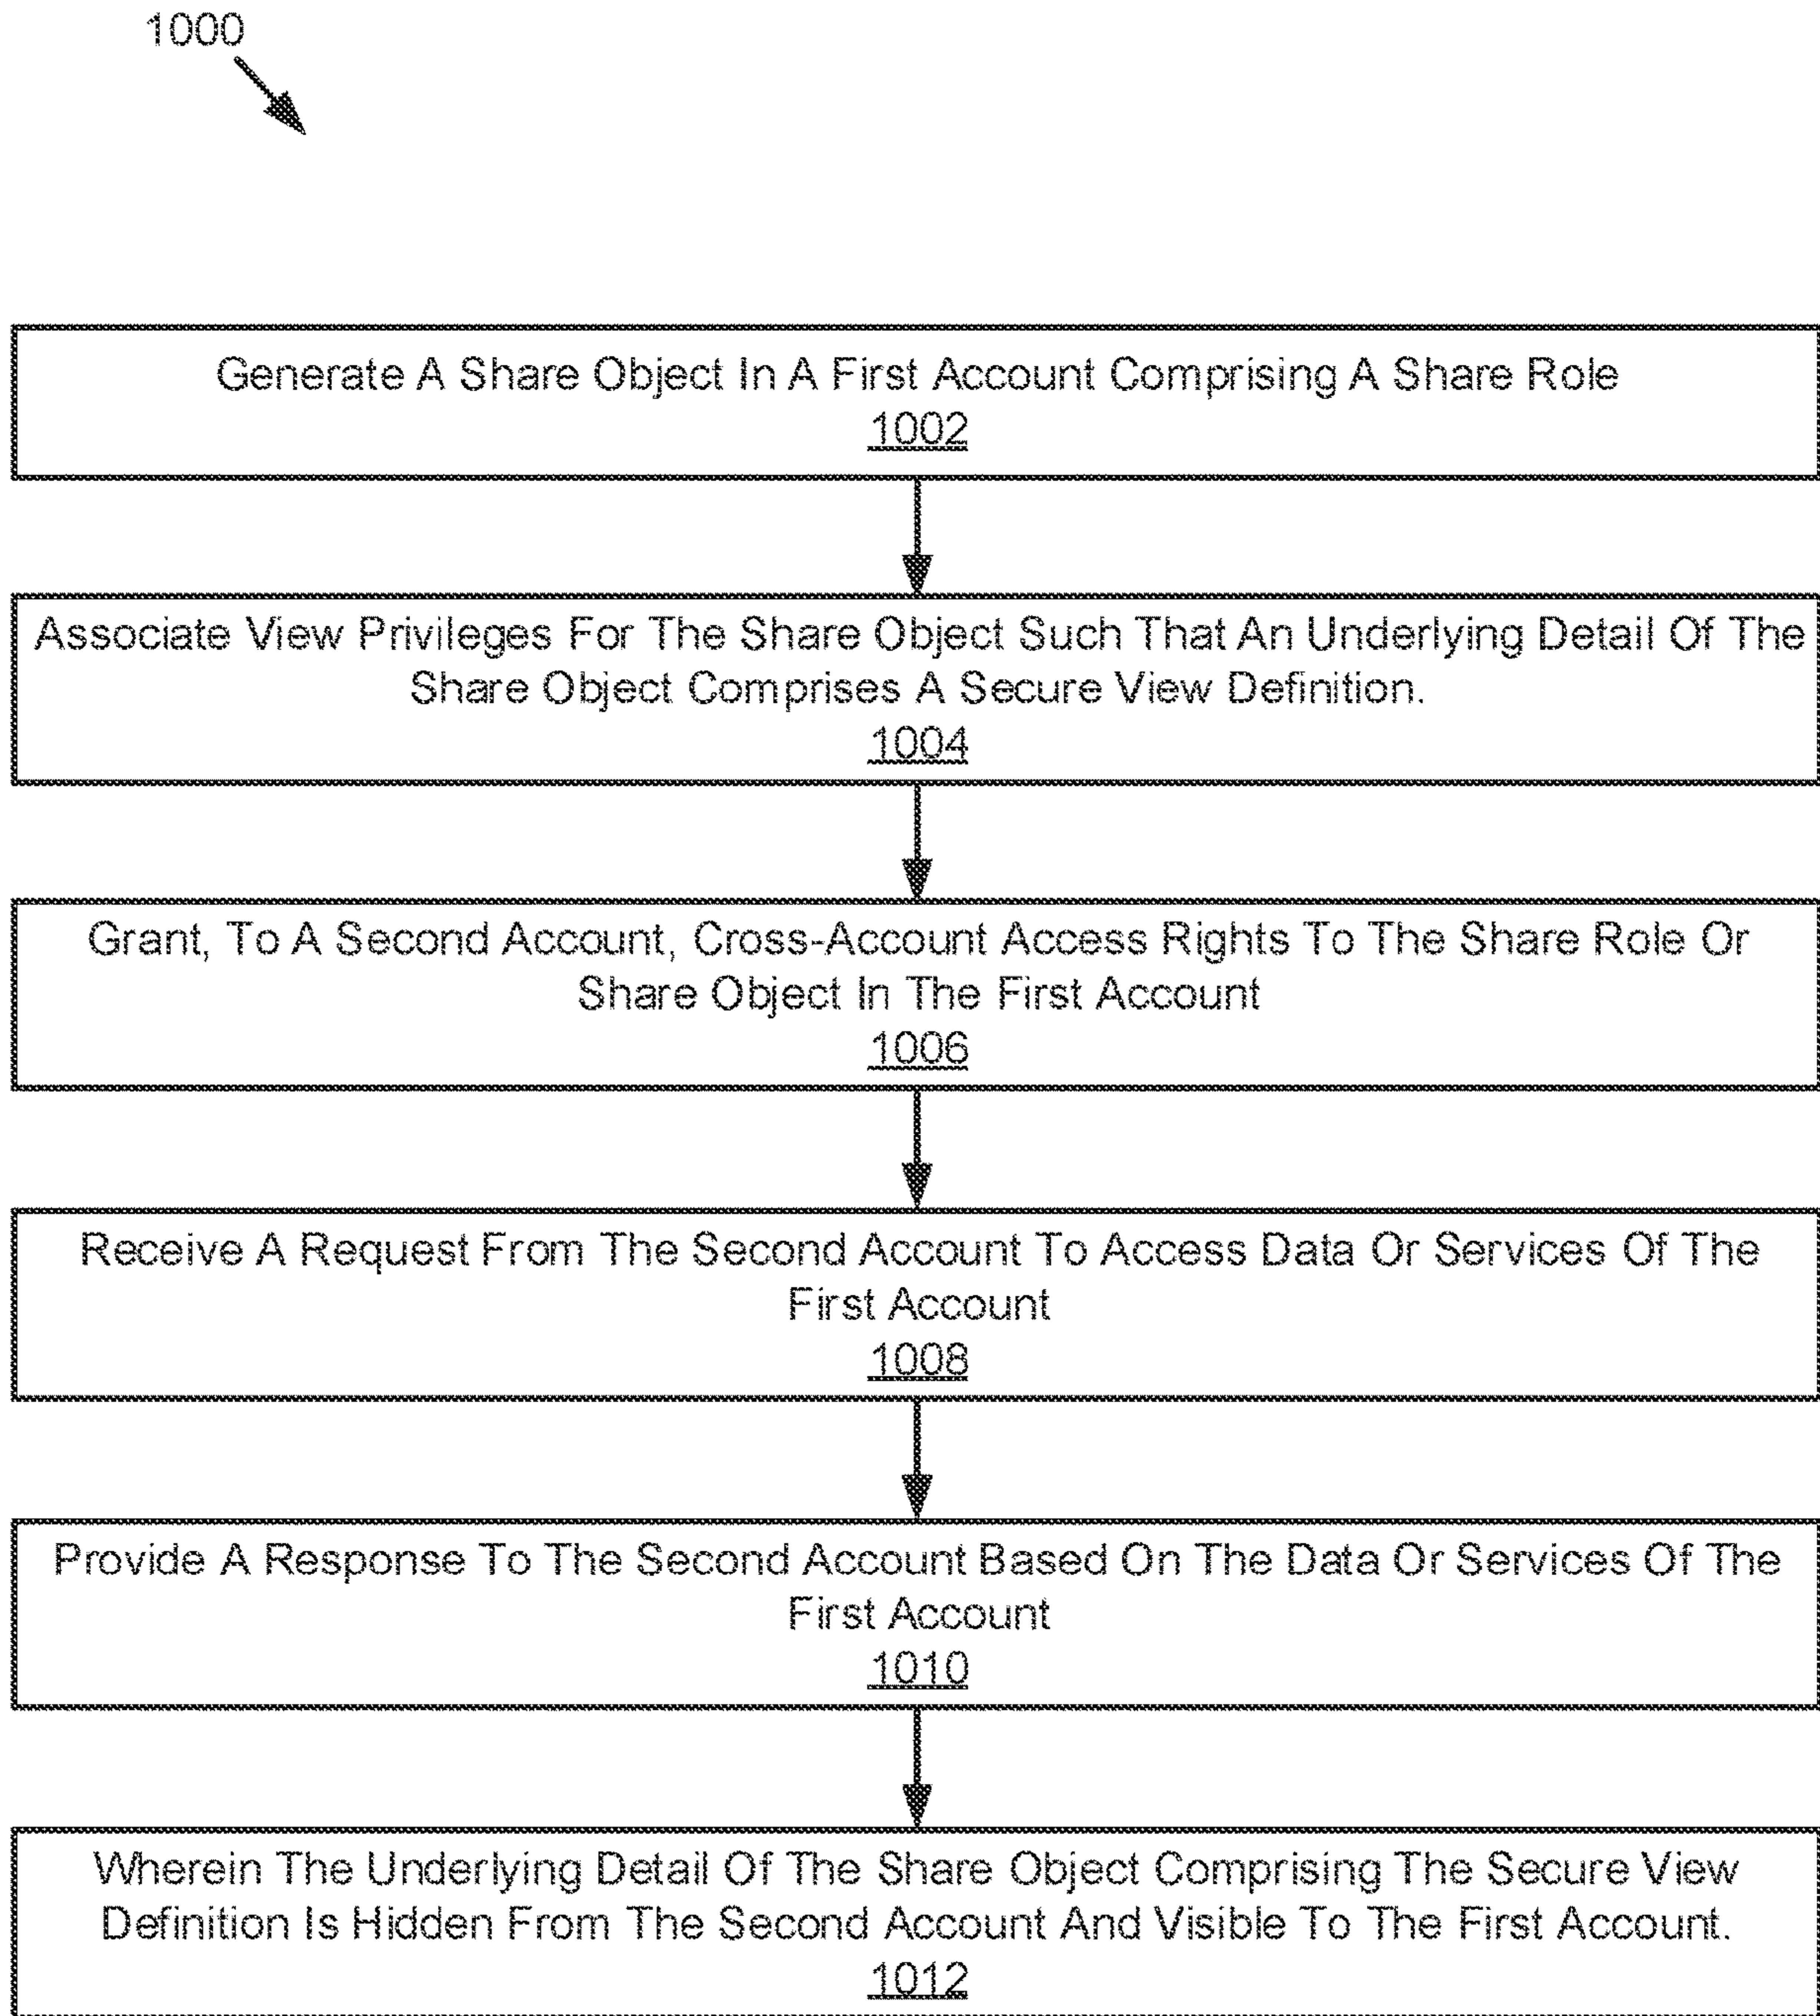 1000
Generate A Share Object In A First Account Comprising A Share Role
1002
Associate View Privileges For The Share Object Such That An Underlying Detail Of The
Share Object Comprises A Secure View Definition.
1004
Grant, To A Second Account, Cross-Account Access Rights To The Share Role Or
Share Object In The First Account
1006
Receive A Request From The Second Account To Access Data Or Services Of The
First Account
1008
Provide A Response To The Second Account Based On The Data Or Services Of The
First Account
1010
Wherein The Underlying Detail Of The Share Object Comprising The Secure View
Definition Is Hidden From The Second Account And Visible To The First Account.
1012